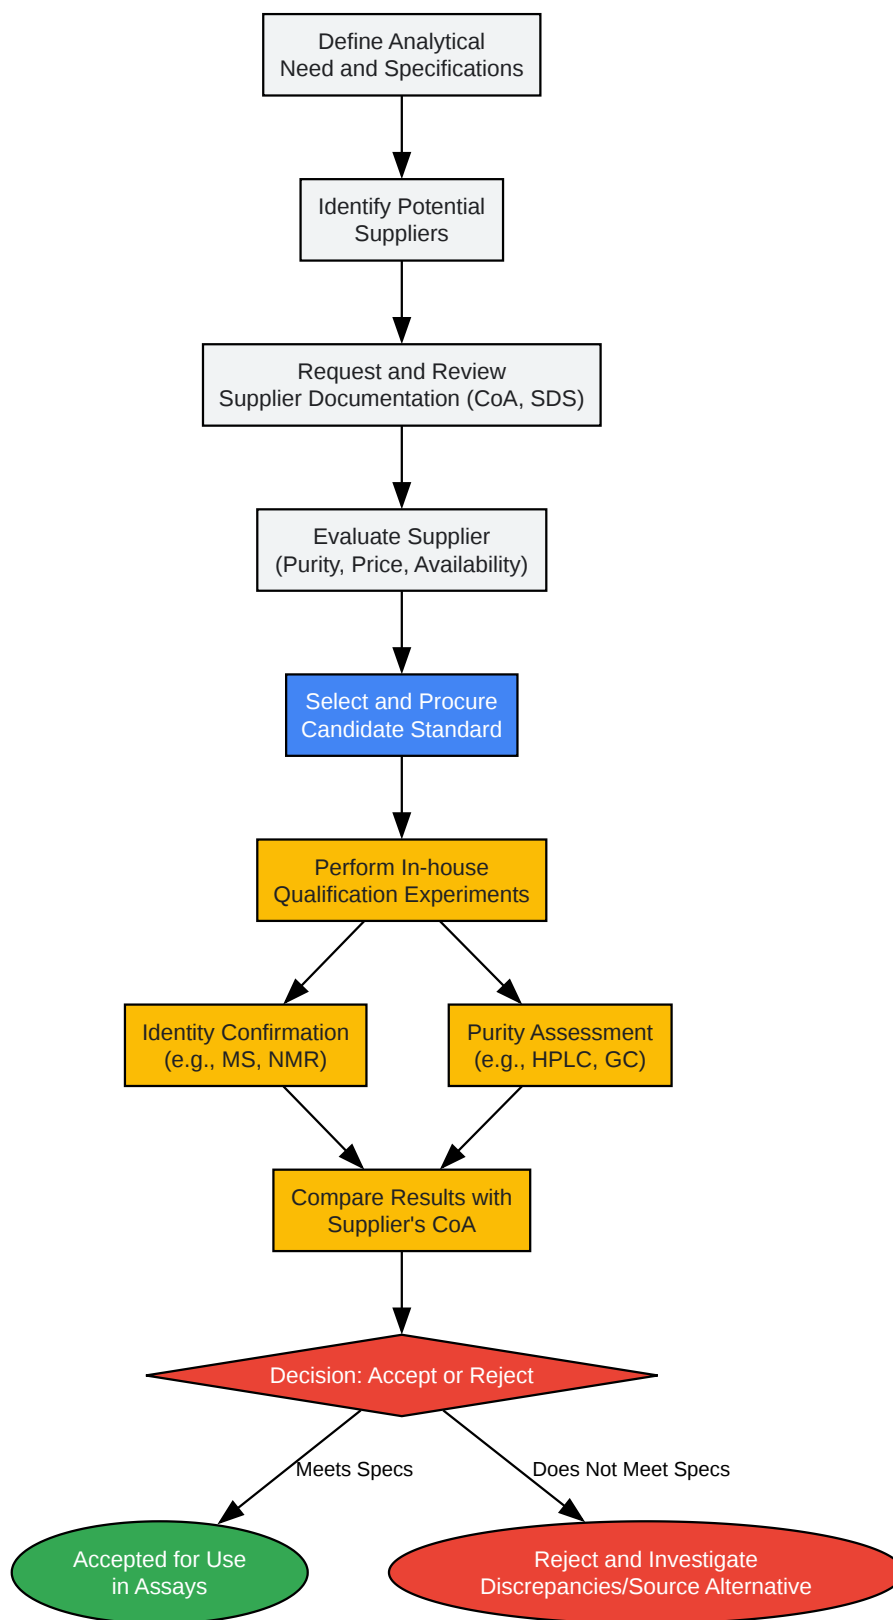 Define Analytical
Need and Specifications
Identify Potential
Suppliers
Request and Review
Supplier Documentation (CoA, SDS)
Evaluate Supplier
(Purity, Price, Availability)
Select and Procure
Candidate Standard
Perform In-house
Qualification Experiments
Identity Confirmation
(e.g., MS, NMR)
Purity Assessment
(e.g., HPLC, GC)
Compare Results with
Supplier's CoA
Decision: Accept or Reject
Meets Specs
Does Not Meet Specs
Accepted for Use
in Assays
Reject and Investigate
Discrepancies/Source Alternative